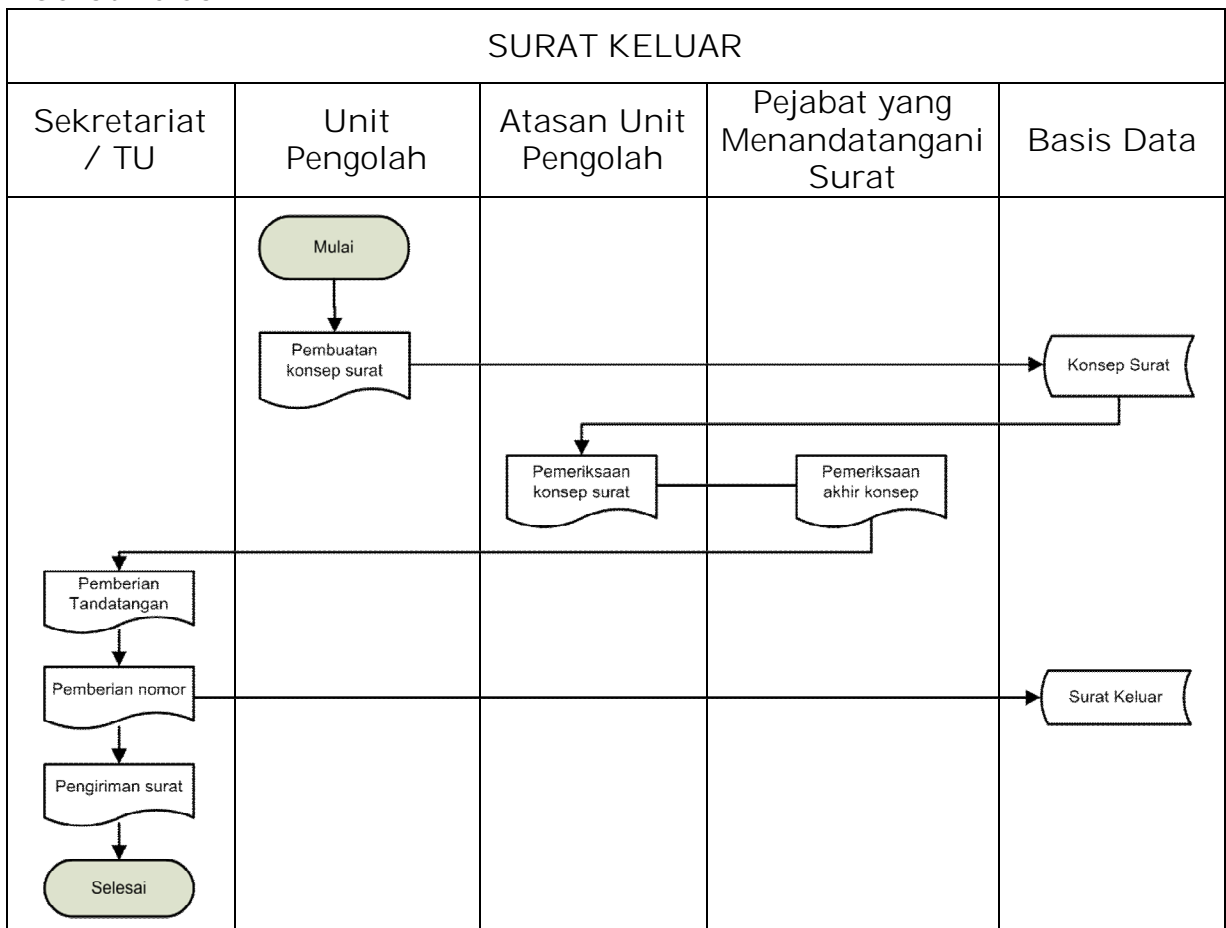 SURAT KELUAR
Sekretariat
/ TU
Unit
Pengolah
Atasan Unit
Pengolah
Pejabat yang
Menandatangani
Surat
Basis Data
Mulai
Pembuatan
konsep surat
Konsep Surat
Pemeriksaan
konsep surat
Pemeriksaan
akhir konsep
Pemberian
Tandatangan
Pemberian nomor
Surat Keluar
Pengiriman surat
Selesai